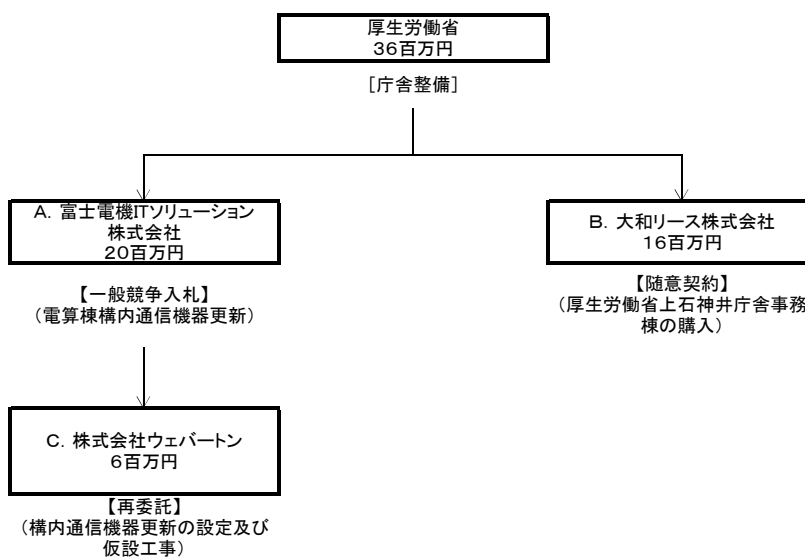 厚生労働省
36百万円
[庁舎整備]
A. 富士電機ITソリューション
株式会社
20百万円
【一般競争入札】
(電算棟構内通信機器更新)
B. 大和リース株式会社
16百万円
【随意契約】
(厚生労働省上石神井庁舎事務
棟の購入)
C. 株式会社ウェバートン
6百万円
【再委託】
(構内通信機器更新の設定及び
仮設工事)